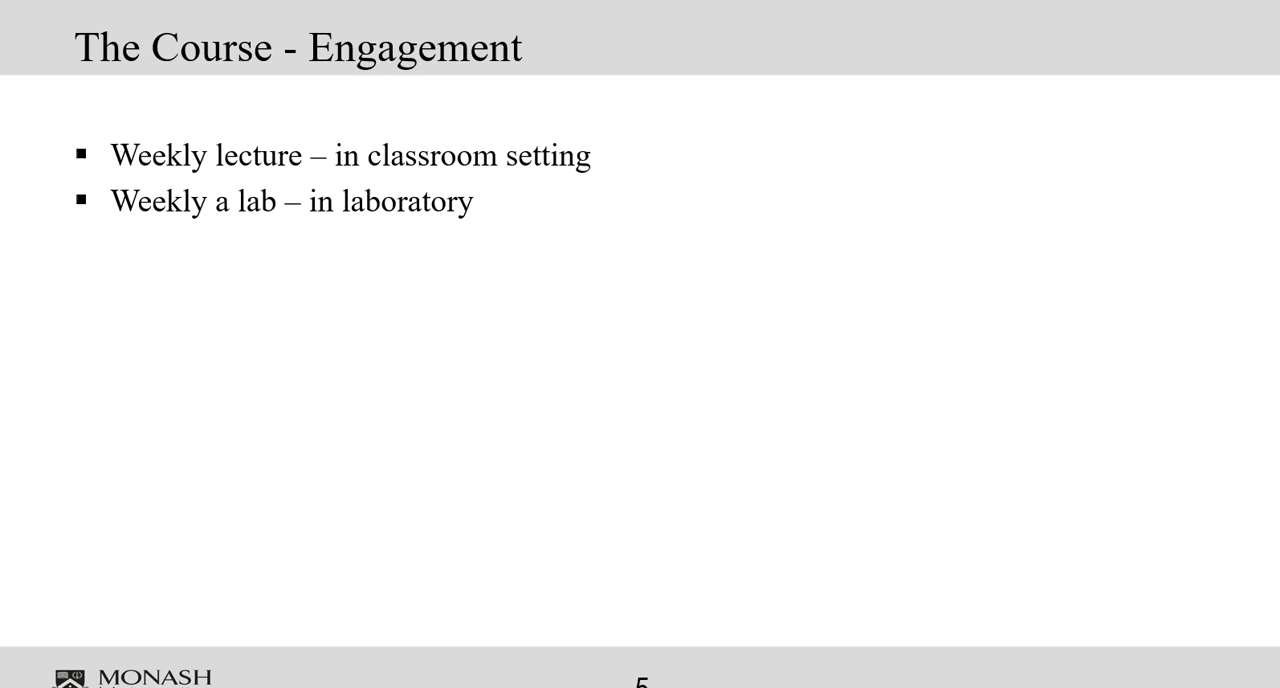 The Course - Engagement
▪ Weekly lecture – in classroom setting
▪ Weekly a lab – in laboratory
MONASH
5